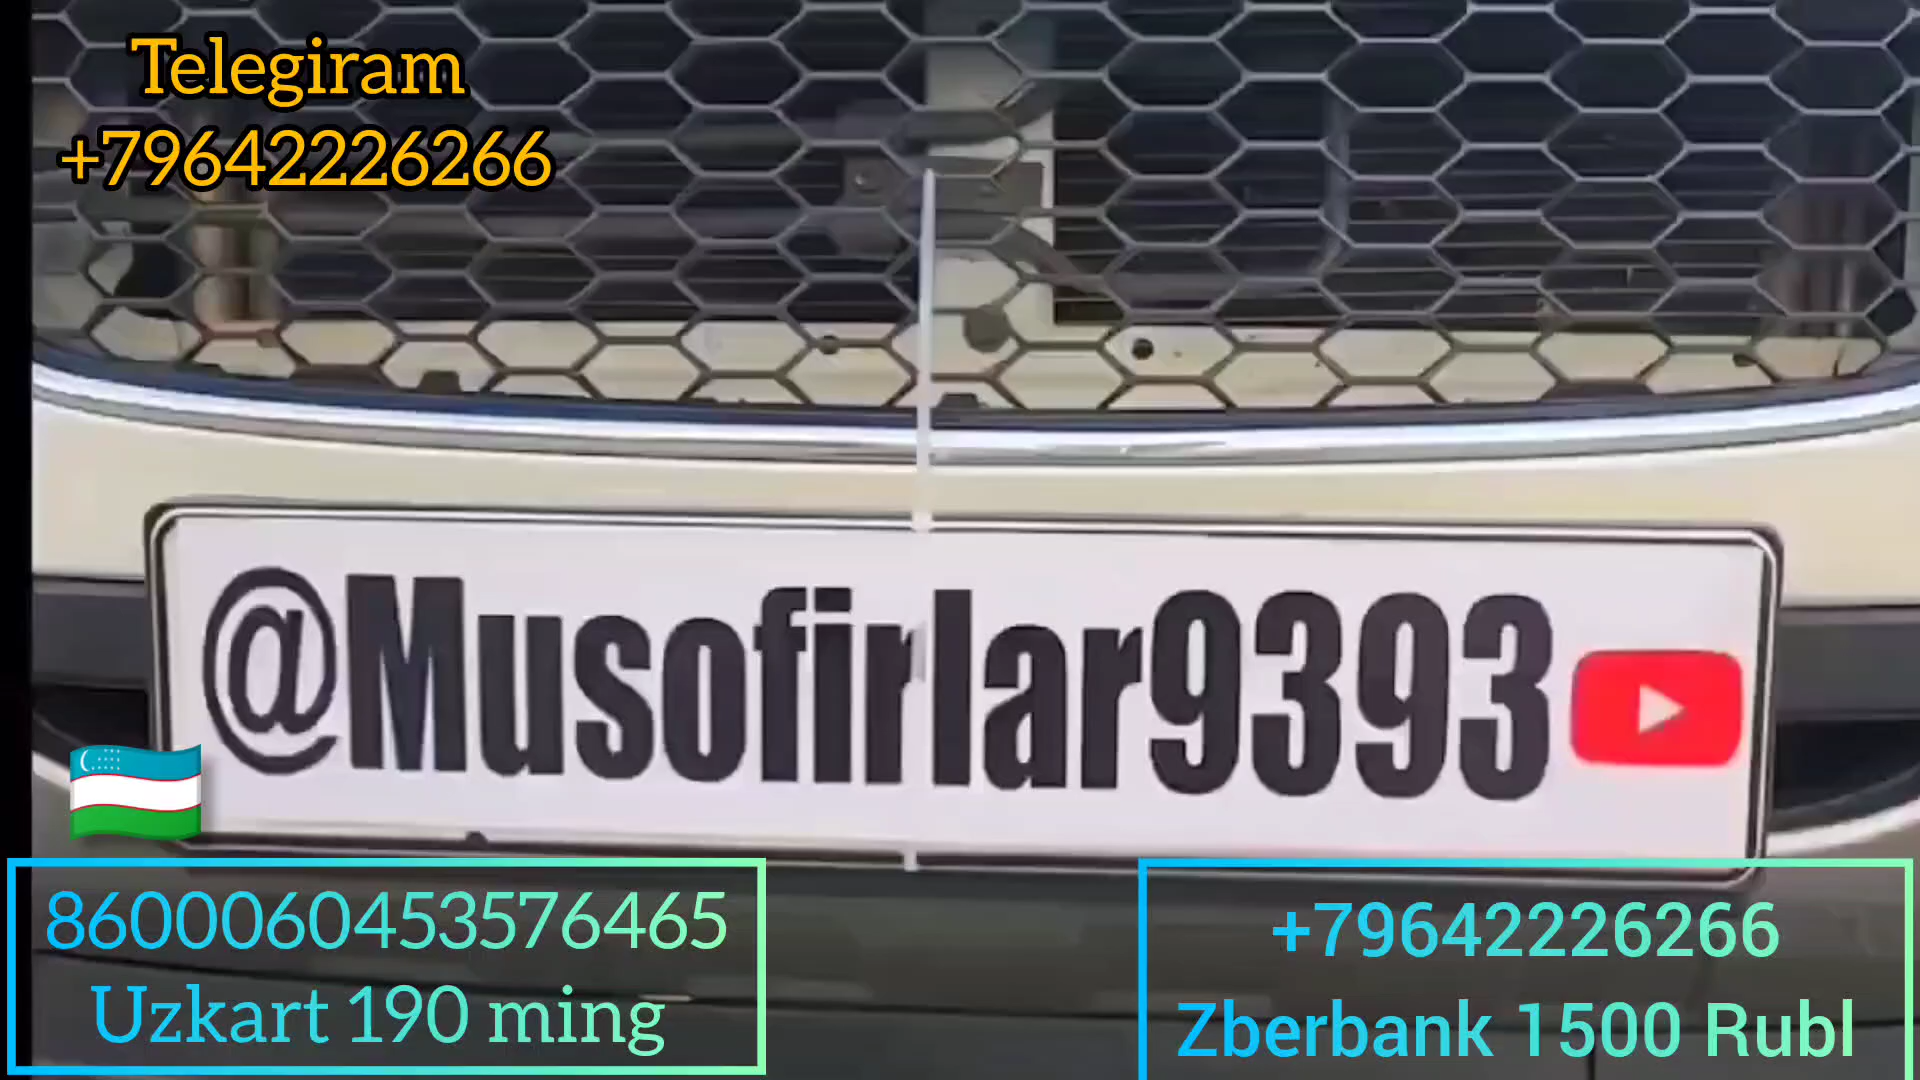 Telegiram
+79642226266
@Musofirlar9393
8600060453576465
Uzkart 190 ming
+79642226266
Zberbank 1500 Rubl